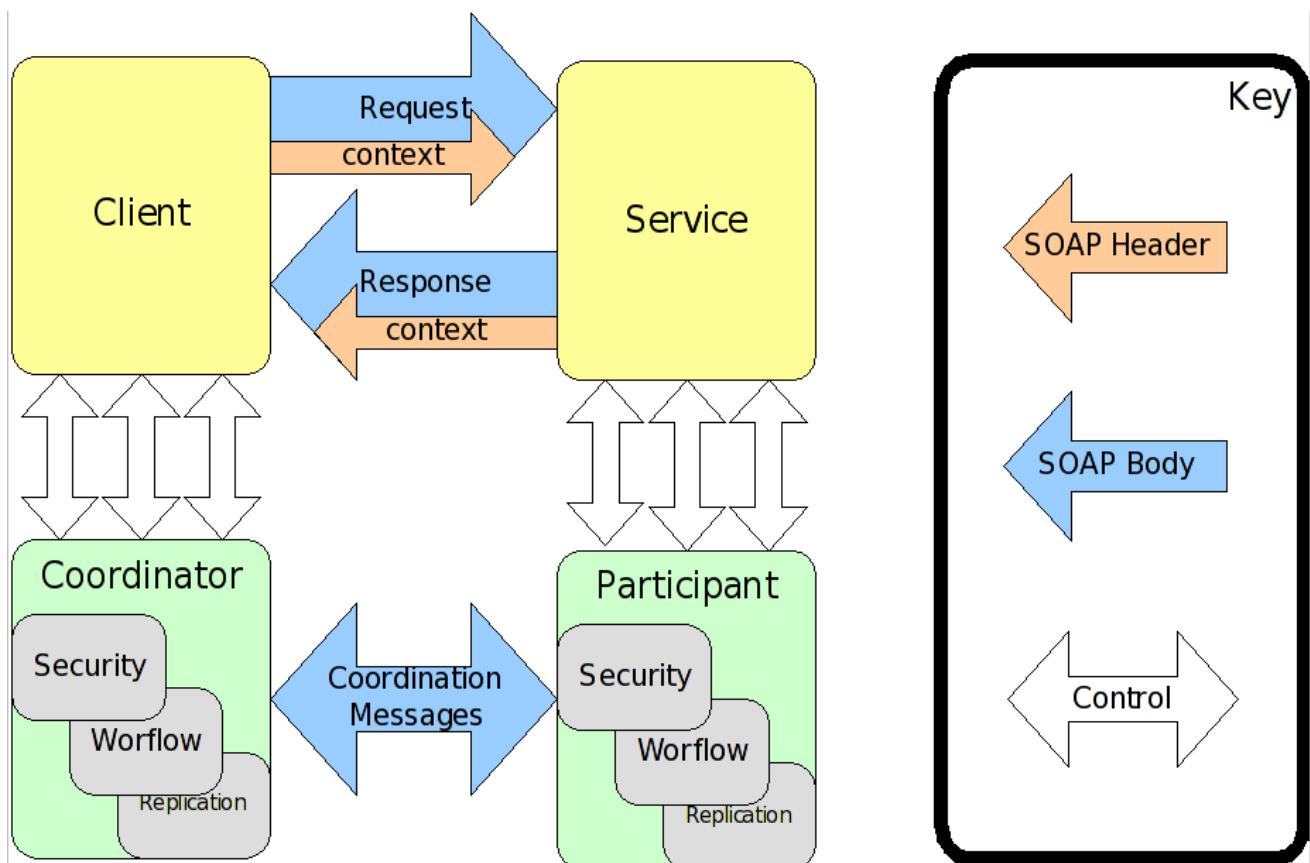 Request
context
Client
Service
Response
context
Coordinator
Security
Worflow
Replication
Coordination
Messages
Participant
Security
Worflow
Replication
Key
SOAP Header
SOAP Body
Control